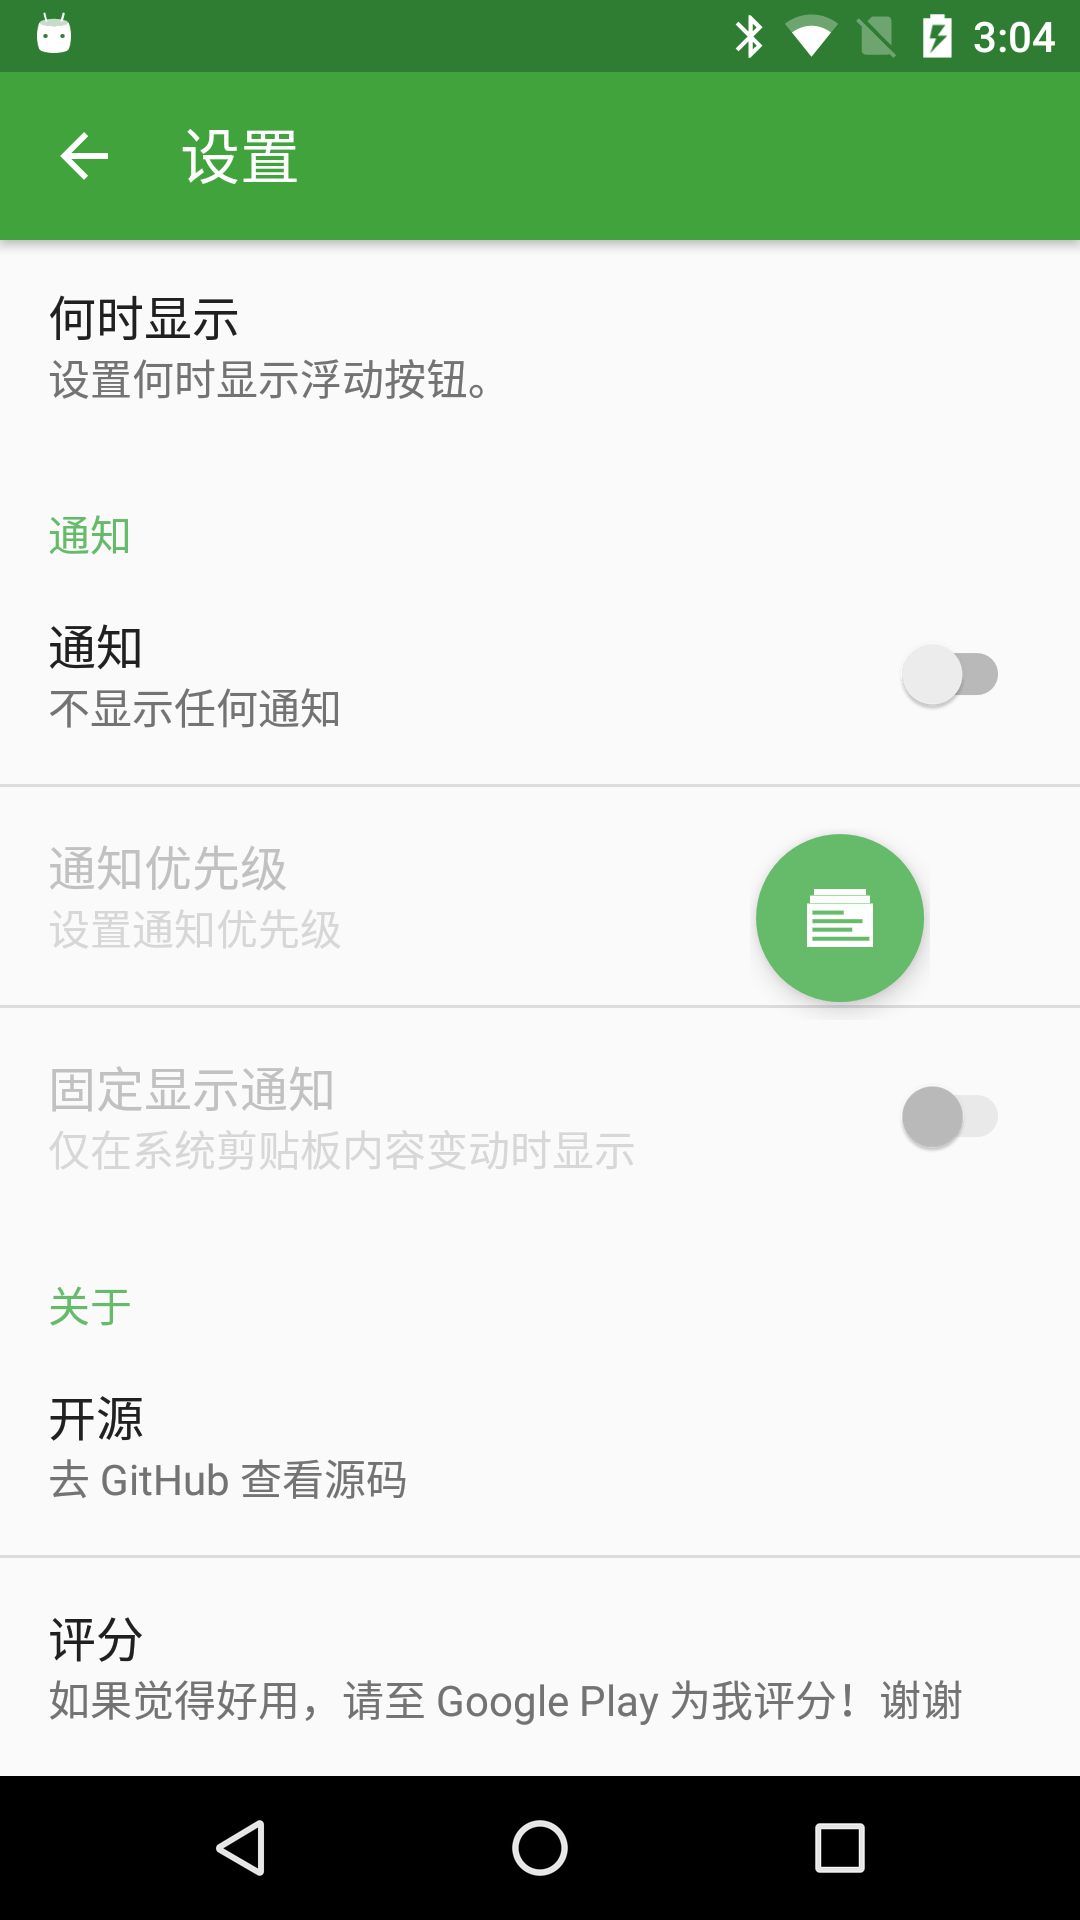 3:04
设置
何时显示
设置何时显示浮动按钮。
通知
通知
不显示任何通知
通知优先级
设置通知优先级
固定显示通知
仅在系统剪贴板内容变动时显示
关于
开源
去 GitHub 查看源码
评分
如果觉得好用，请至 Google Play 为我评分！谢谢